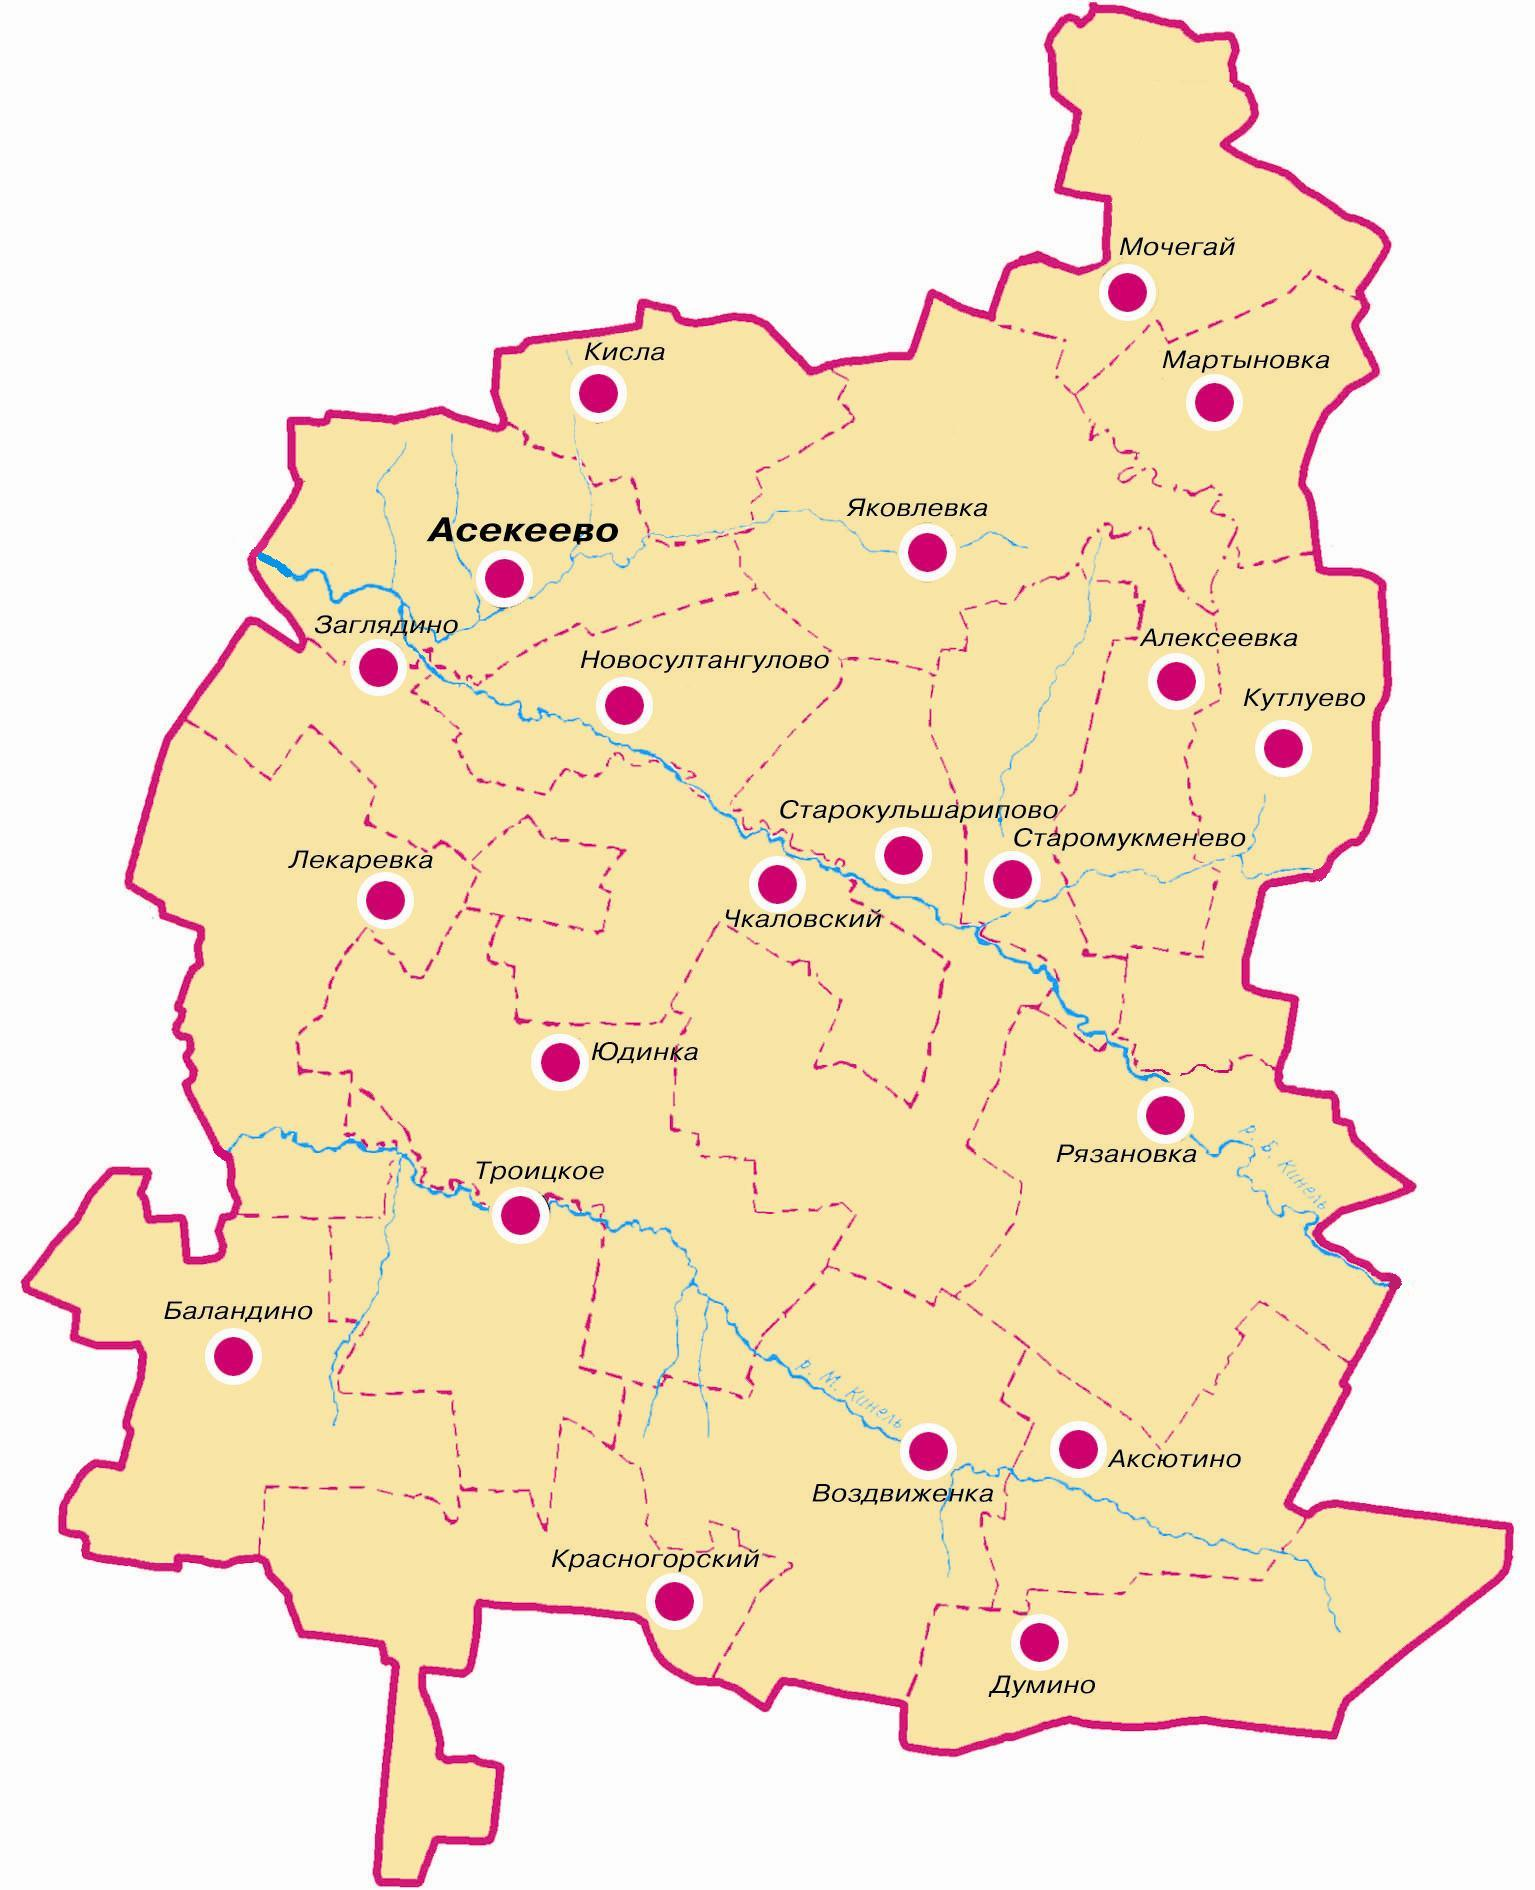 Мочегай
Кисла
Мартыновка
Яковлевка
Асекеево
Заглядино
Алексеевка
Новосултангулово
Кутлуево
Старокульшарипово
Старомукменево
Лекаревка
Чкаловский
Юдинка
Рязановка
р. Б. Кинель
Троицкое
Баландино
р. М. Кинель
Аксютино
Воздвиженка
Красногорский
Думино